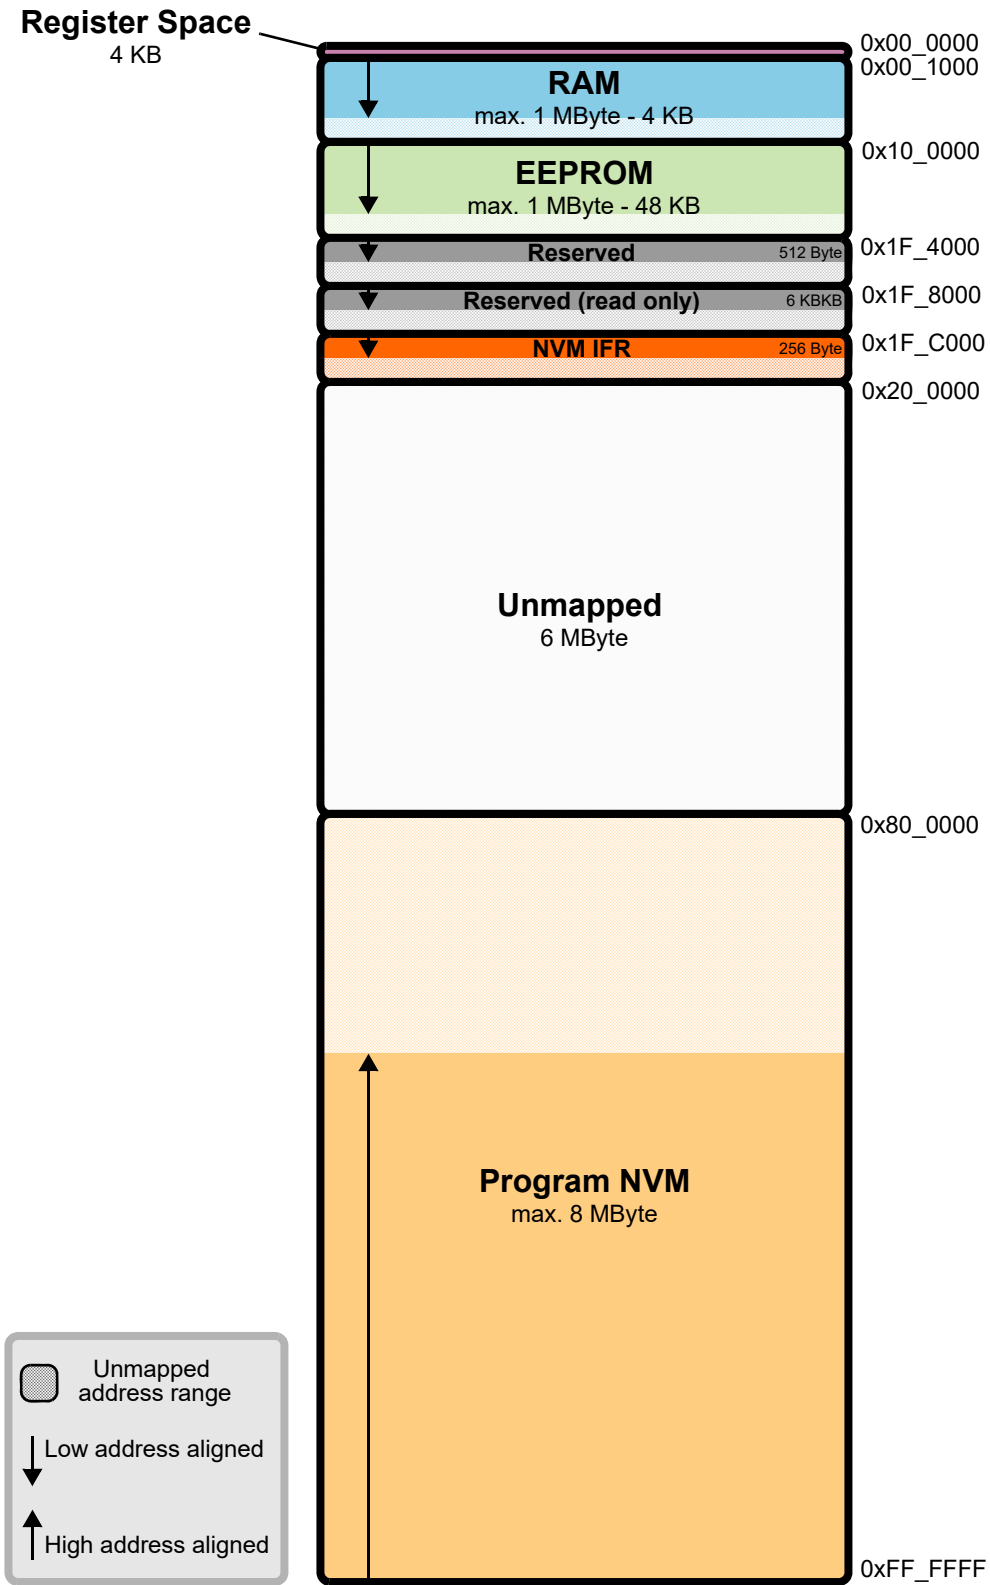 Register Space
4 KB
0x00_0000
0x00_1000
RAM
max. 1 MByte - 4 KB
0x10_0000
EEPROM
max. 1 MByte - 48 KB
0x1F_4000
Reserved
512 Byte
0x1F_8000
Reserved (read only)
6 KBKB
0x1F_C000
NVM IFR
256 Byte
0x20_0000
Unmapped
6 MByte
0x80_0000
Program NVM
max. 8 MByte
Unmapped
address range
Low address aligned
High address aligned
0xFF_FFFF